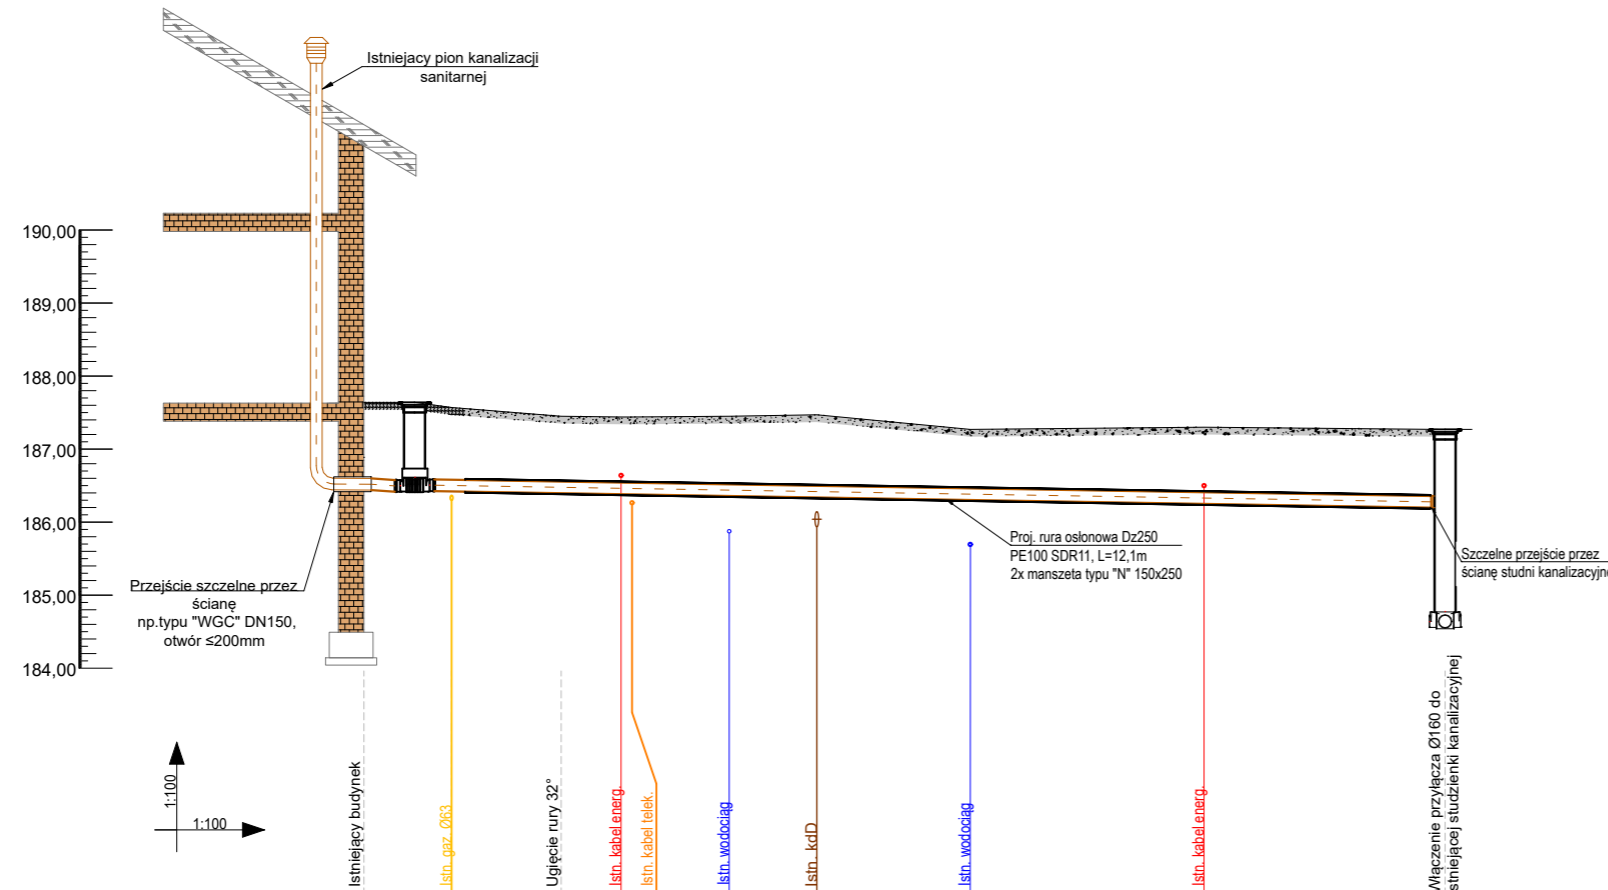 Istniejacy pion kanalizacji
sanitarnej
190,00
189,00
188,00
187,00
186,00
185,00
184,00
Przejście szczelne przez
ścianę
np.typu "WGC" DN150,
otwór ≤200mm
Proj. rura osłonowa Dz250
PE100 SDR11, L=12,1m
2x manszeta typu "N" 150x250
Szczelne przejście przez
ścianę studni kanalizacyjne
1:100
1:100
Istniejący budynek
Istn. gaz. Ø63
Ugięcie rury 32°
Istn. kabel energ.
Istn. kabel telek.
Istn. wodociąg
Istn. kdD
Istn. wodociąg
Istn. kabel energ.
Włączenie przyłącza Ø160 do
istniejącej studzienki kanalizacyjnej